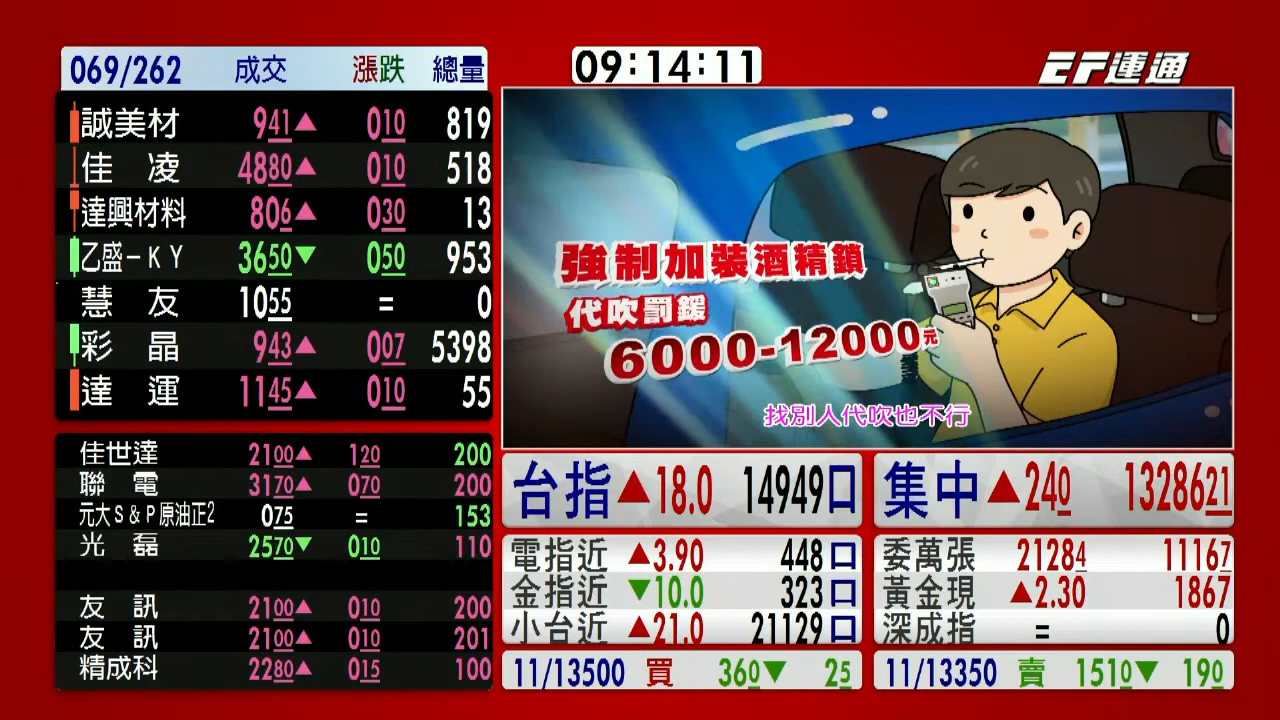 069/262 成交 漲跌 總量
誠美材 941▲ 010 819
佳凌 4880▲ 010 518
達興材料 806▲ 030 13
乙盛-KY 3650▼ 050 953
慧友 1055 = 0
彩晶 943▲ 007 5398
達運 1145▲ 010 55
佳世達 2100▲ 120 200
聯電 3170▲ 070 200
元大S&P原油正2 075 = 153
光磊 2570▼ 010 110
友訊 2100▲ 010 200
友訊 2100▲ 010 201
精成科 2280▲ 015 100
09:14:11
EF運通
強制加裝酒精鎖
代吹罰鍰
6000-12000元
找別人代吹也不行
台指▲18.0 14949口
電指近 ▲3.90 448口
金指近 ▼10.0 323口
小台近 ▲21.0 21129口
11/13500 買 360▼ 25
集中▲240 1328621
委萬張 21284 11167
黃金現 ▲2.30 1867
深成指 = 0
11/13350 賣 1510▼ 190